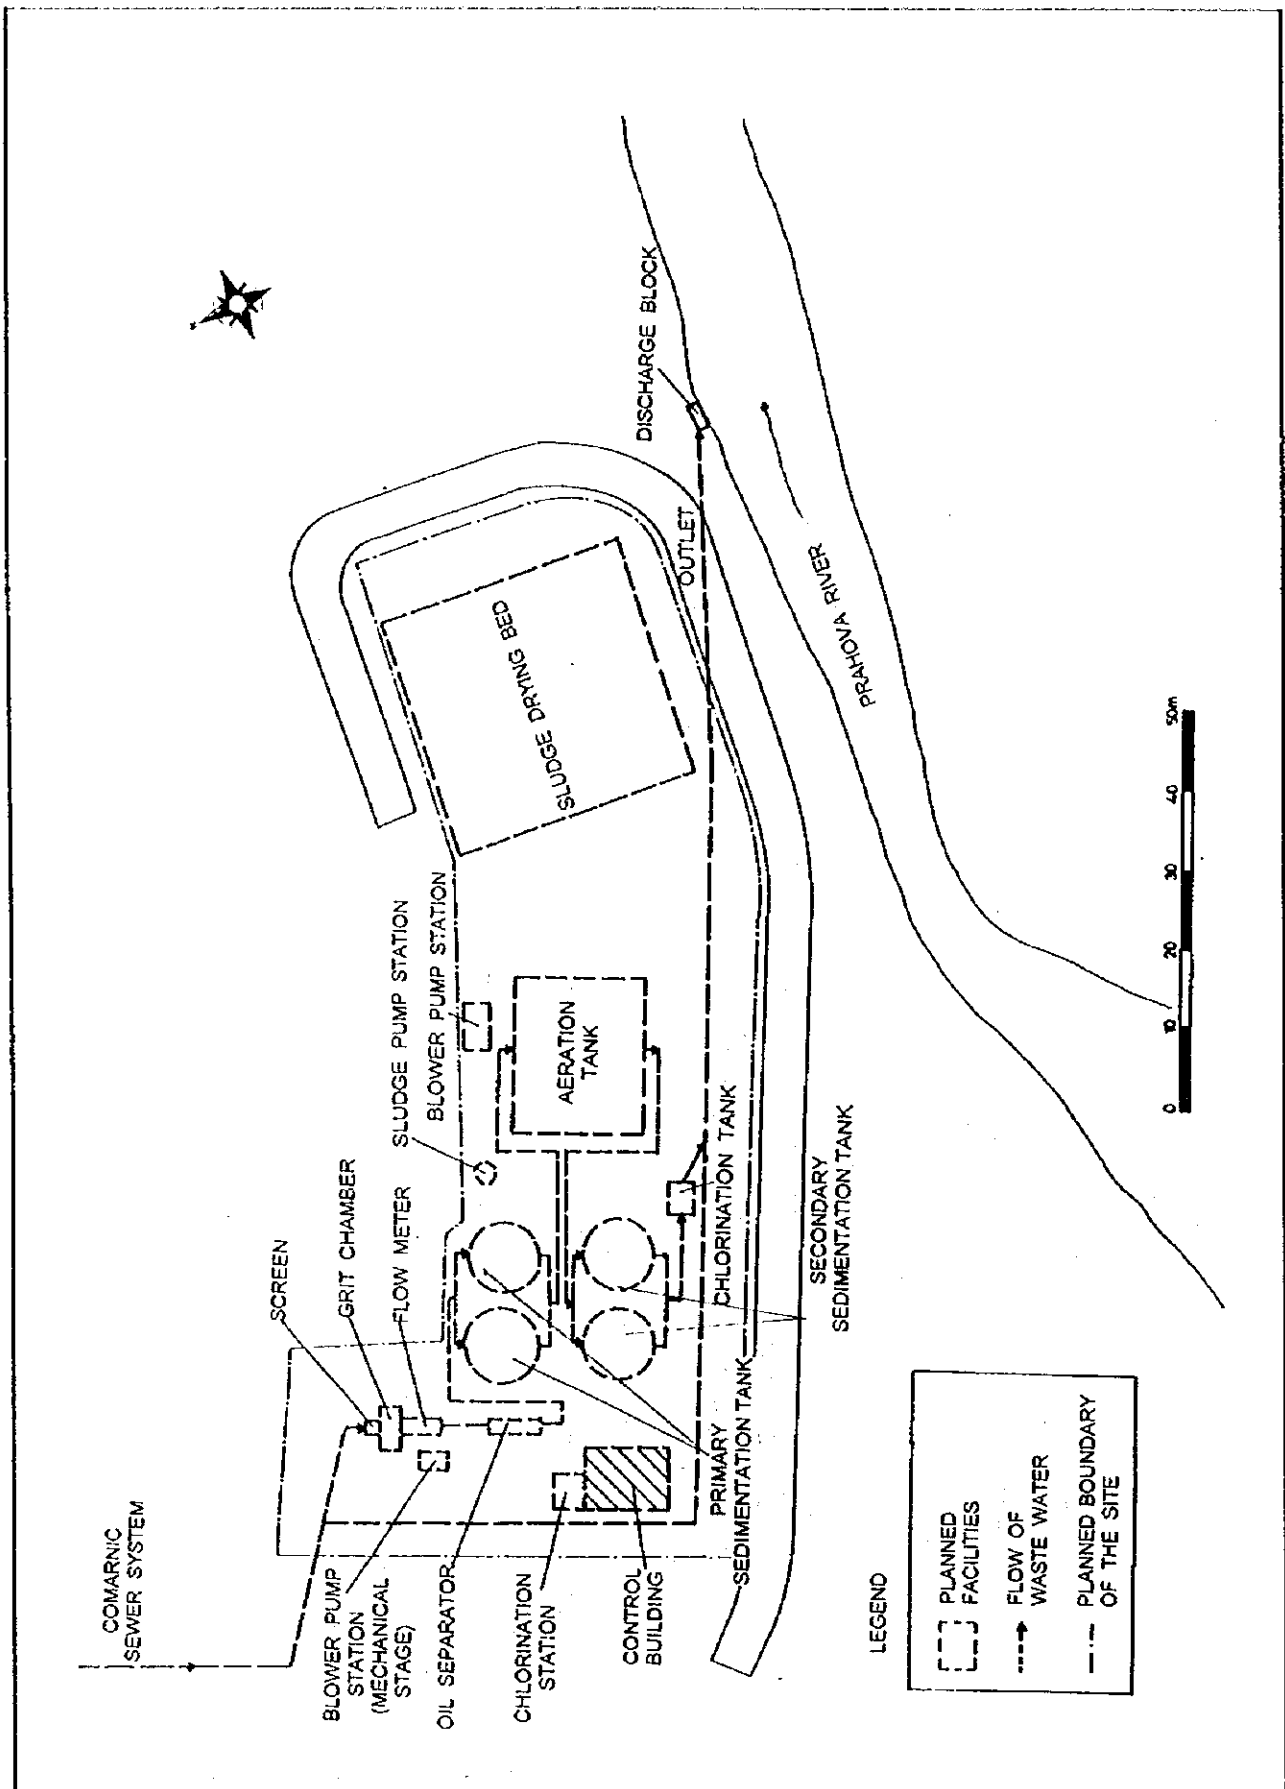 COMARNIC
SEWER SYSTEM
SCREEN
GRIT CHAMBER
FLOW METER
SLUDGE PUMP STATION
BLOWER PUMP STATION
BLOWER PUMP
STATION
(MECHANICAL
STAGE)
OIL SEPARATOR
CHLORINATION
STATION
CONTROL
BUILDING
PRIMARY
SEDIMENTATION TANK
AERATION
TANK
CHLORINATION TANK
SECONDARY
SEDIMENTATION TANK
SLUDGE DRYING BED
OUTLET
DISCHARGE BLOCK
PRAHOVA RIVER
LEGEND
PLANNED
FACILITIES
FLOW OF
WASTE WATER
PLANNED BOUNDARY
OF THE SITE
0 10 20 30 40 50m